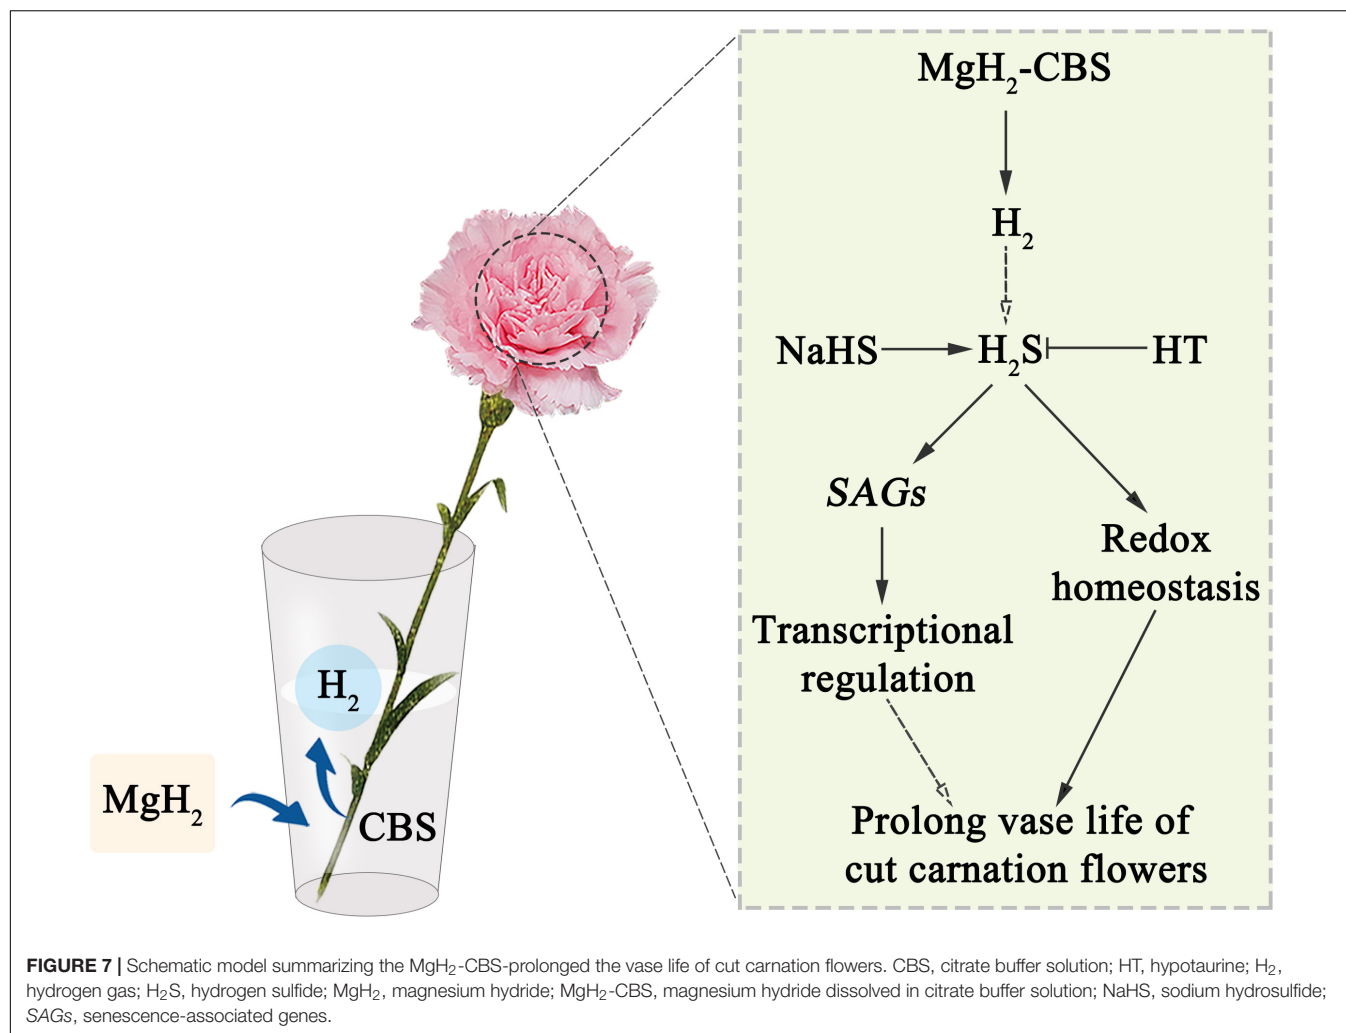 MgH₂-CBS
H₂
NaHS H₂S HT
SAGs
Redox
homeostasis
Transcriptional
regulation
Prolong vase life of
cut carnation flowers
H₂
MgH₂
CBS
FIGURE 7 | Schematic model summarizing the MgH₂-CBS-prolonged the vase life of cut carnation flowers. CBS, citrate buffer solution; HT, hypotaurine; H₂,
hydrogen gas; H₂S, hydrogen sulfide; MgH₂, magnesium hydride; MgH₂-CBS, magnesium hydride dissolved in citrate buffer solution; NaHS, sodium hydrosulfide;
SAGs, senescence-associated genes.